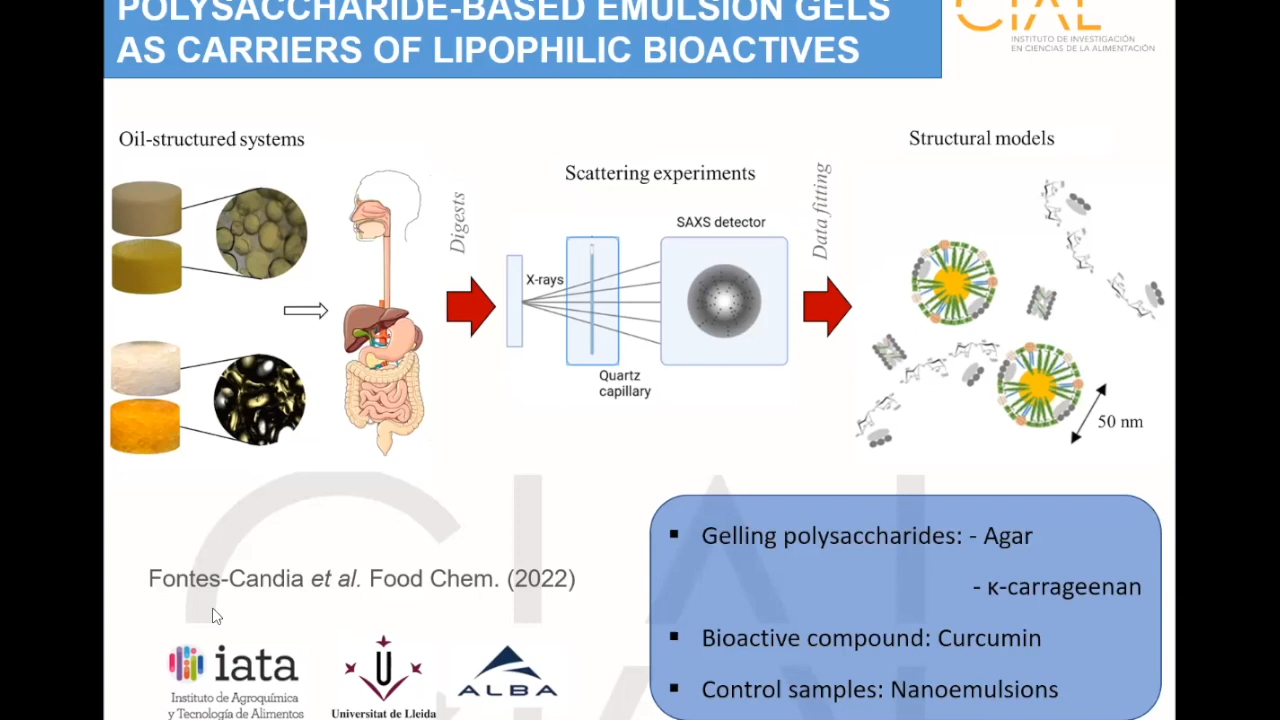 POLYSACCHARIDE-BASED EMULSION GELS
AS CARRIERS OF LIPOPHILIC BIOACTIVES
CIAL
INSTITUTO DE INVESTIGACIÓN
EN CIENCIAS DE LA ALIMENTACIÓN
Oil-structured systems
Digests
Scattering experiments
SAXS detector
X-rays
Quartz
capillary
Data fitting
Structural models
50 nm
Fontes-Candia et al. Food Chem. (2022)
▪ Gelling polysaccharides: - Agar
- κ-carrageenan
▪ Bioactive compound: Curcumin
▪ Control samples: Nanoemulsions
iata
Instituto de Agroquímica
y Tecnología de Alimentos
Universitat de Lleida
ALBA